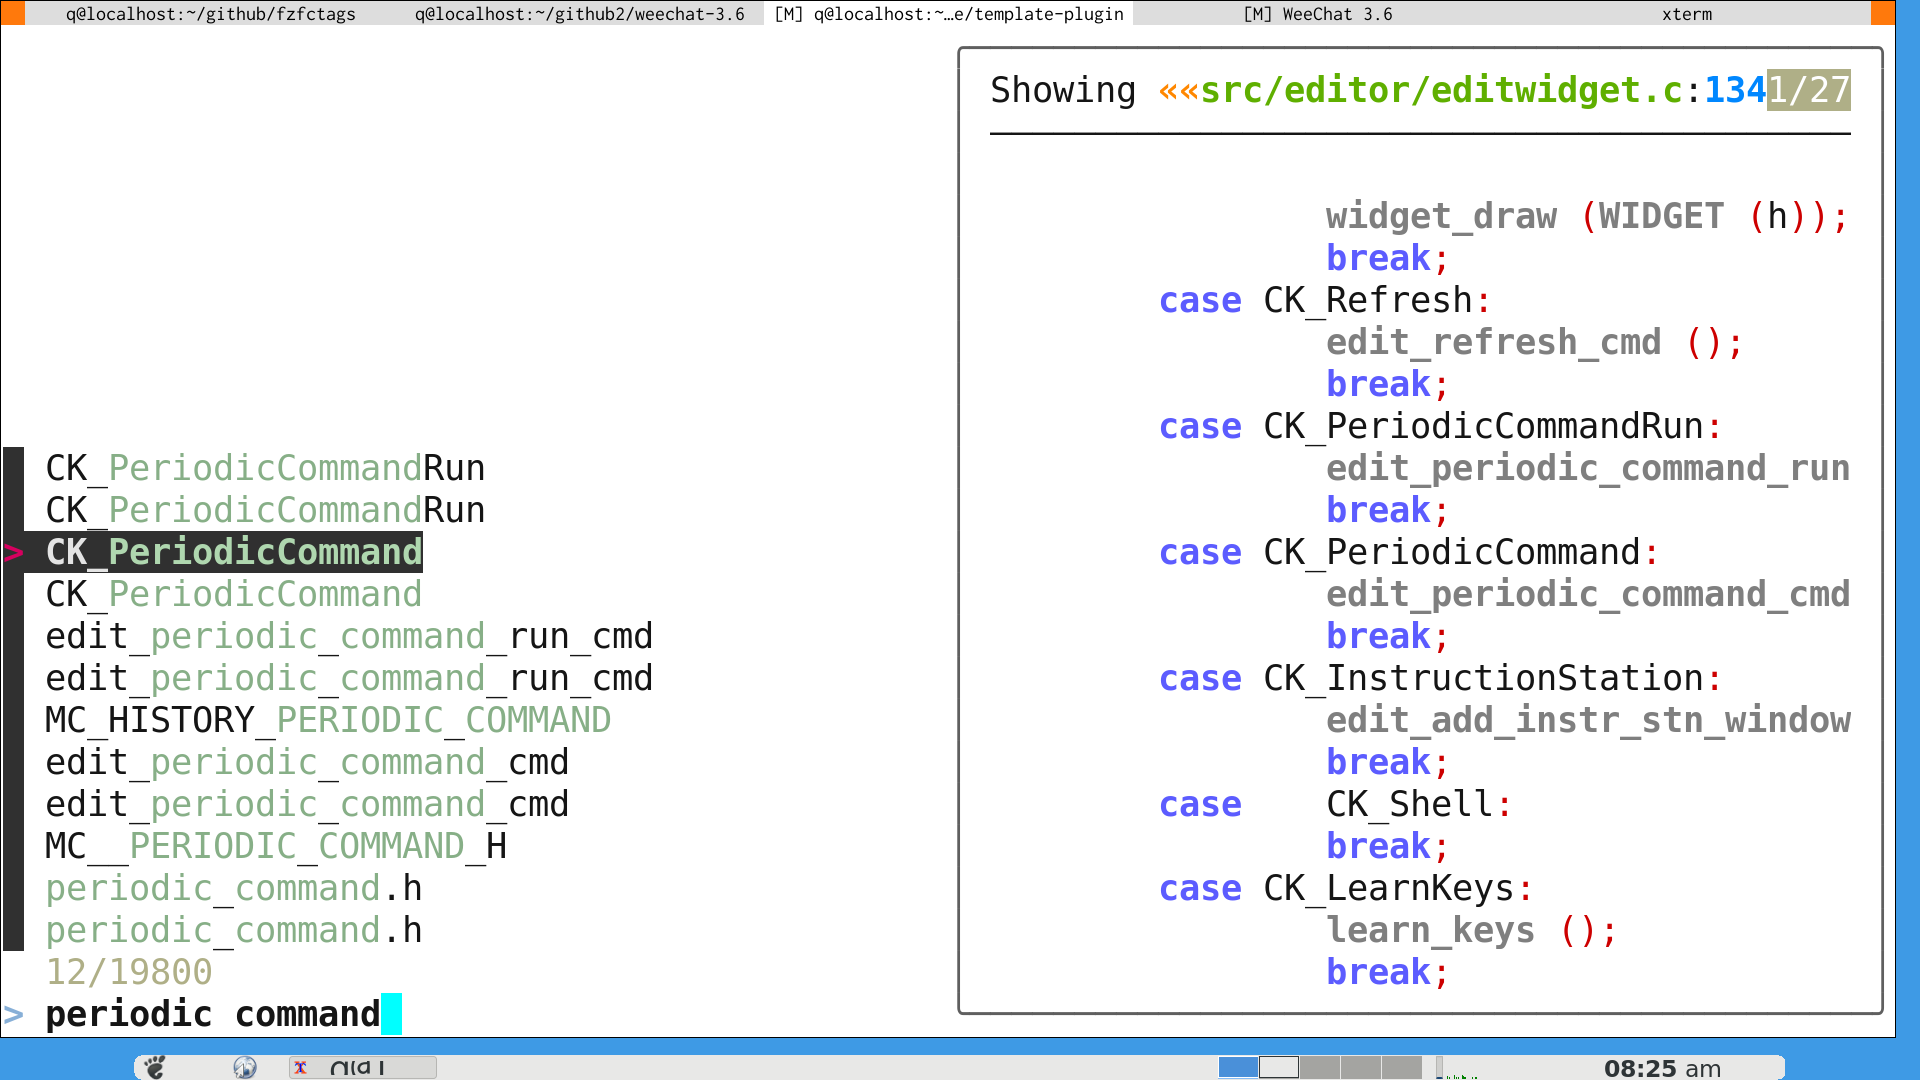 q@localhost:~/github/fzfctags
q@localhost:~/github2/weechat-3.6
[M] q@localhost:~…e/template-plugin
[M] WeeChat 3.6
xterm
CK_PeriodicCommandRun
CK_PeriodicCommandRun
> CK_PeriodicCommand
CK_PeriodicCommand
edit_periodic_command_run_cmd
edit_periodic_command_run_cmd
MC_HISTORY_PERIODIC_COMMAND
edit_periodic_command_cmd
edit_periodic_command_cmd
MC__PERIODIC_COMMAND_H
periodic_command.h
periodic_command.h
12/19800
> periodic command
Showing ««src/editor/editwidget.c:1341/27
widget_draw (WIDGET (h));
break;
case CK_Refresh:
edit_refresh_cmd ();
break;
case CK_PeriodicCommandRun:
edit_periodic_command_run
break;
case CK_PeriodicCommand:
edit_periodic_command_cmd
break;
case CK_InstructionStation:
edit_add_instr_stn_window
break;
case CK_Shell:
break;
case CK_LearnKeys:
learn_keys ();
break;
08:25 am